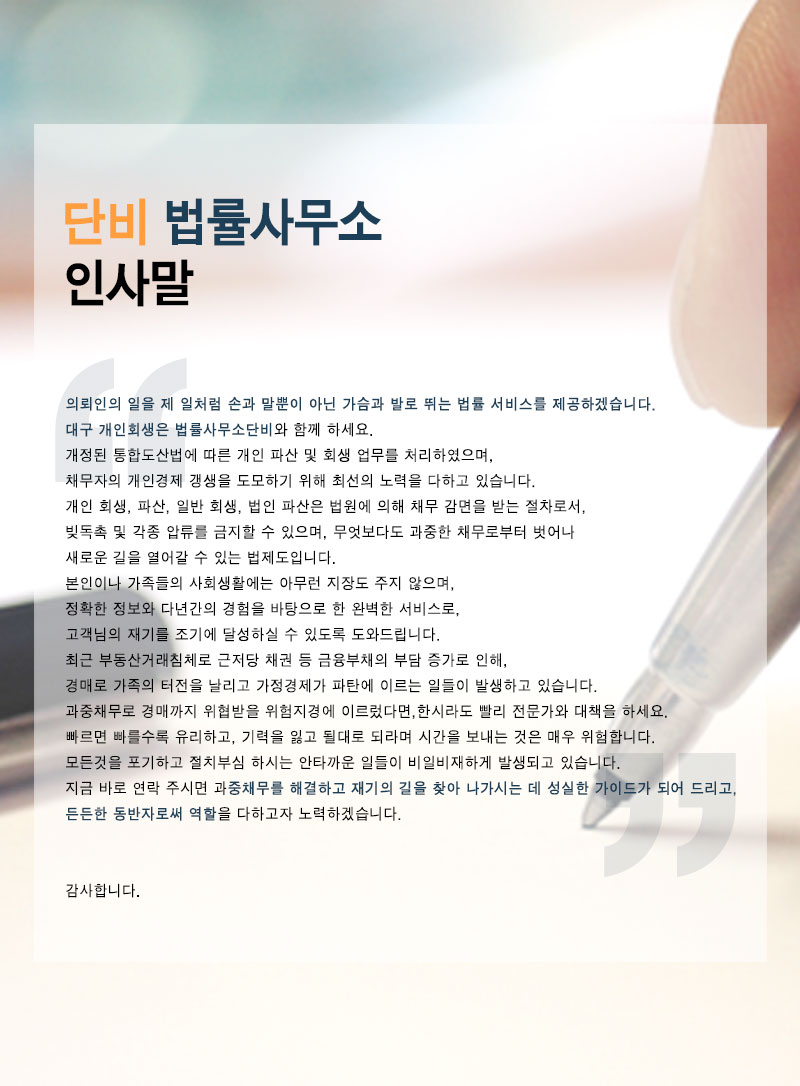 단비 법률사무소
인사말
의뢰인의 일을 제 일처럼 손과 말뿐이 아닌 가슴과 발로 뛰는 법률 서비스를 제공하겠습니다.
대구 개인회생은 법률사무소단비와 함께 하세요.
개정된 통합도산법에 따른 개인 파산 및 회생 업무를 처리하였으며,
채무자의 개인경제 갱생을 도모하기 위해 최선의 노력을 다하고 있습니다.
개인 회생, 파산, 일반 회생, 법인 파산은 법원에 의해 채무 감면을 받는 절차로서,
빚독촉 및 각종 압류를 금지할 수 있으며, 무엇보다도 과중한 채무로부터 벗어나
새로운 길을 열어갈 수 있는 법제도입니다.
본인이나 가족들의 사회생활에는 아무런 지장도 주지 않으며,
정확한 정보와 다년간의 경험을 바탕으로 한 완벽한 서비스로,
고객님의 재기를 조기에 달성하실 수 있도록 도와드립니다.
최근 부동산거래침체로 근저당 채권 등 금융부채의 부담 증가로 인해,
경매로 가족의 터전을 날리고 가정경제가 파탄에 이르는 일들이 발생하고 있습니다.
과중채무로 경매까지 위협받을 위험지경에 이르렀다면,한시라도 빨리 전문가와 대책을 하세요.
빠르면 빠를수록 유리하고, 기력을 잃고 될대로 되라며 시간을 보내는 것은 매우 위험합니다.
모든것을 포기하고 절치부심 하시는 안타까운 일들이 비일비재하게 발생되고 있습니다.
지금 바로 연락 주시면 과중채무를 해결하고 재기의 길을 찾아 나가시는 데 성실한 가이드가 되어 드리고,
든든한 동반자로써 역할을 다하고자 노력하겠습니다.
감사합니다.